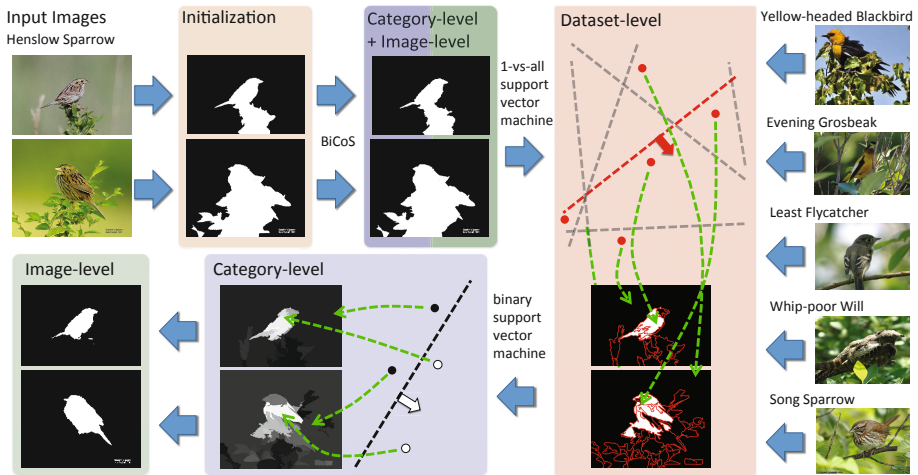 Input Images
Henslow Sparrow
Initialization
BiCoS
Category-level
+ Image-level
1-vs-all
support
vector
machine
Dataset-level
Yellow-headed Blackbird
Evening Grosbeak
Least Flycatcher
Whip-poor Will
Song Sparrow
Image-level
Category-level
binary
support
vector
machine